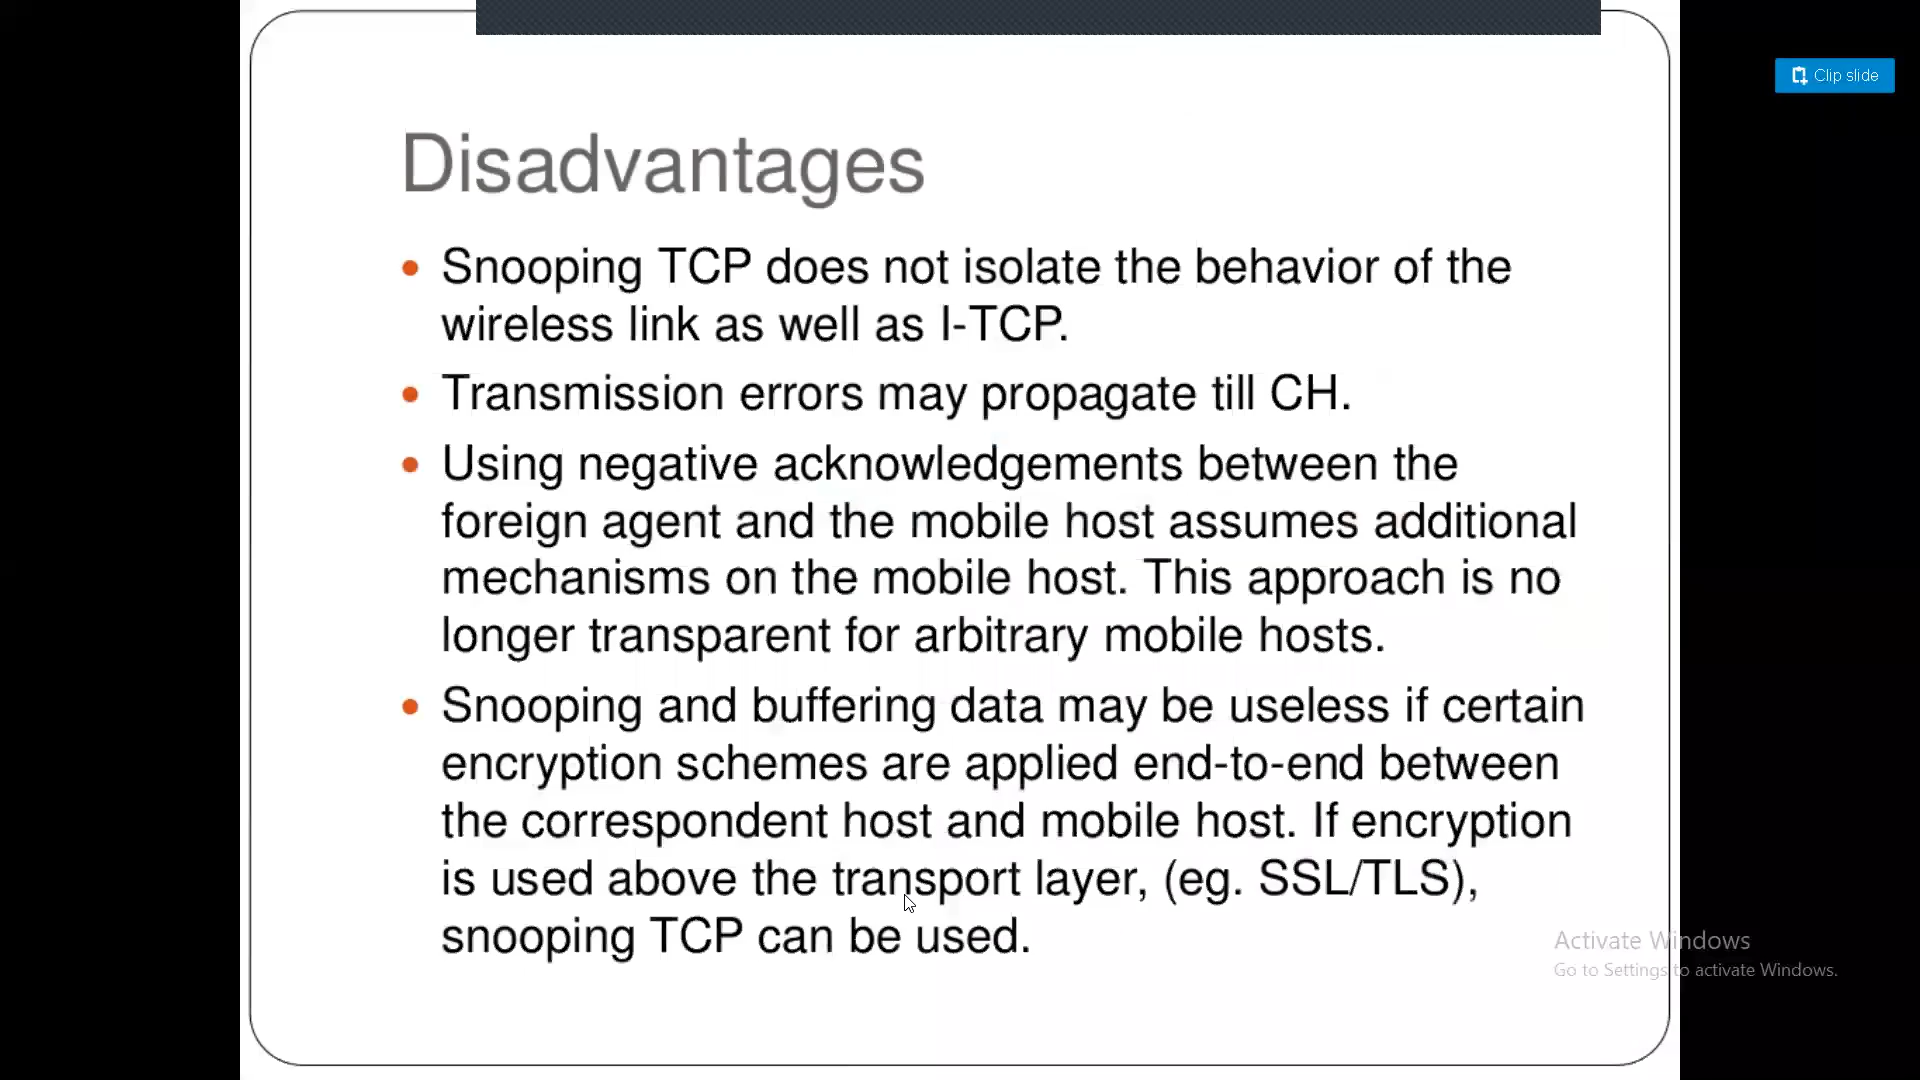 Clip slide
Disadvantages
• Snooping TCP does not isolate the behavior of the
wireless link as well as I-TCP.
• Transmission errors may propagate till CH.
• Using negative acknowledgements between the
foreign agent and the mobile host assumes additional
mechanisms on the mobile host. This approach is no
longer transparent for arbitrary mobile hosts.
• Snooping and buffering data may be useless if certain
encryption schemes are applied end-to-end between
the correspondent host and mobile host. If encryption
is used above the transport layer, (eg. SSL/TLS),
snooping TCP can be used.
Activate Windows
Go to Settings to activate Windows.